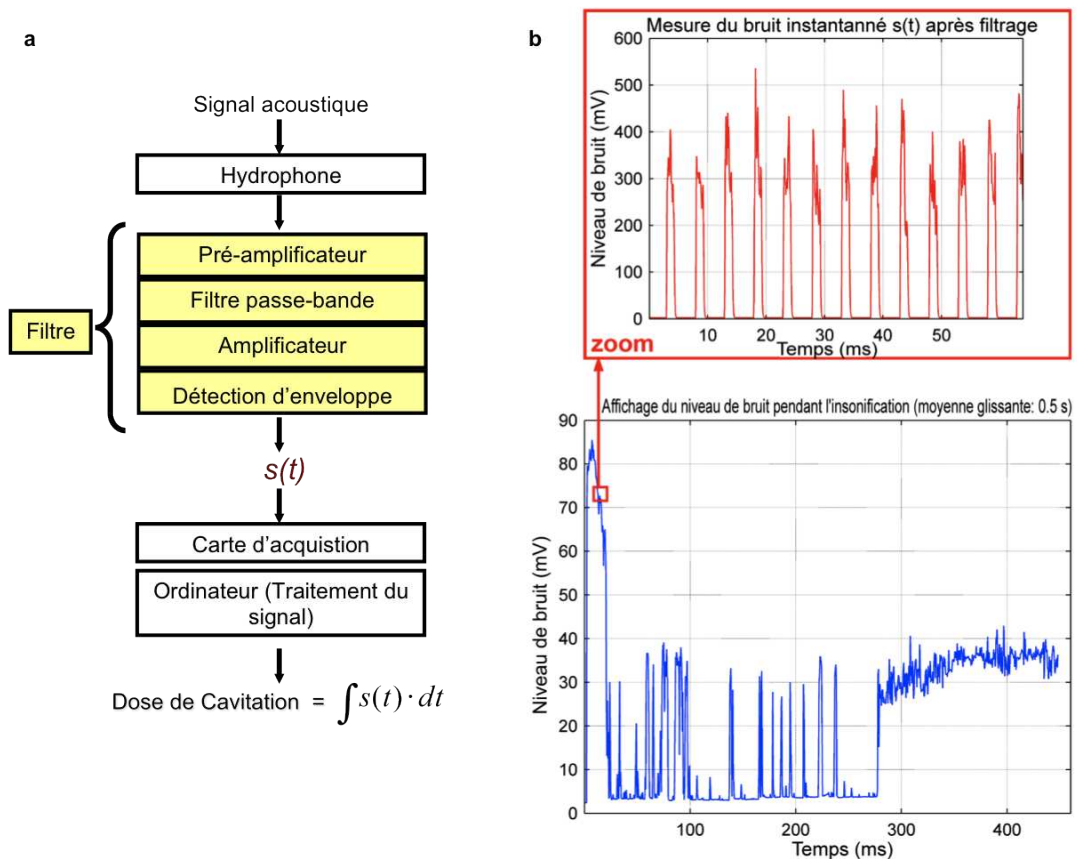 a
Signal acoustique
Hydrophone
Filtre
Pré-amplificateur
Filtre passe-bande
Amplificateur
Détection d'enveloppe
s(t)
Carte d'acquistion
Ordinateur (Traitement du
signal)
Dose de Cavitation = ∫ s(t) · dt
b
Mesure du bruit instantanné s(t) après filtrage
Niveau de bruit (mV)
600
500
400
300
200
100
0
10 20 30 40 50
Temps (ms)
zoom
Affichage du niveau de bruit pendant l'insonification (moyenne glissante: 0.5 s)
Niveau de bruit (mV)
90
80
70
60
50
40
30
20
10
0
100 200 300 400
Temps (ms)